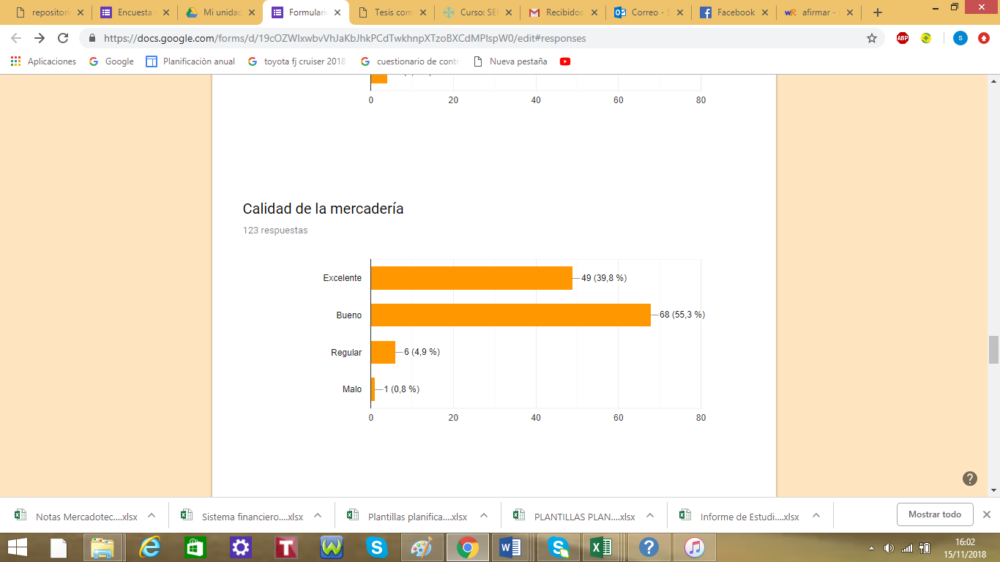 repositori
Encuesta
Mi unidad
Formulari
Tesis com
Curso: SEI
Recibidos
Correo - S
Facebook
afirmar -
https://docs.google.com/forms/d/19cOZWlxwbvVhJaKbJhkPCdTwkhnpXTzoBXCdMPlspW0/edit#responses
ABP
S
Aplicaciones
Google
Planificaciòn anual
toyota fj cruiser 2018
cuestionario de contr
Nueva pestaña
0 20 40 60 80
Calidad de la mercadería
123 respuestas
Excelente 49 (39,8 %)
Bueno 68 (55,3 %)
Regular 6 (4,9 %)
Malo 1 (0,8 %)
0 20 40 60 80
Notas Mercadotec....xlsx
Sistema financiero....xlsx
Plantillas planifica....xlsx
PLANTILLAS PLAN....xlsx
Informe de Estudi....xlsx
Mostrar todo
16:02
15/11/2018